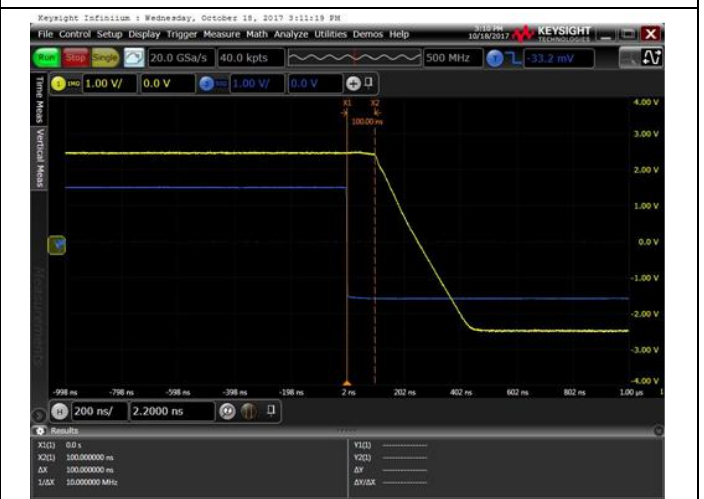 Keysight Infiniium : Wednesday, October 18, 2017 3:11:19 PM
File Control Setup Display Trigger Measure Math Analyze Utilities Demos Help
3:10 PM
10/18/2017
KEYSIGHT
TECHNOLOGIES
Run Stop Single 20.0 GSa/s 40.0 kpts 500 MHz -33.2 mV
1 1MΩ 1.00 V/ 0.0 V 1.00 V/ 0.0 V
Time Meas
Vertical Meas
Measurements
X1 X2
100.00 ns
4.00 V
3.00 V
2.00 V
1.00 V
0.0 V
-1.00 V
-2.00 V
-3.00 V
-4.00 V
-998 ns -798 ns -598 ns -398 ns -198 ns 2 ns 202 ns 402 ns 602 ns 802 ns 1.00 µs
H 200 ns/ 2.2000 ns
Results
X1(1) 0.0 s Y1(1)
X2(1) 100.000000 ns Y2(1)
ΔX 100.000000 ns ΔY
1/ΔX 10.000000 MHz ΔY/ΔX